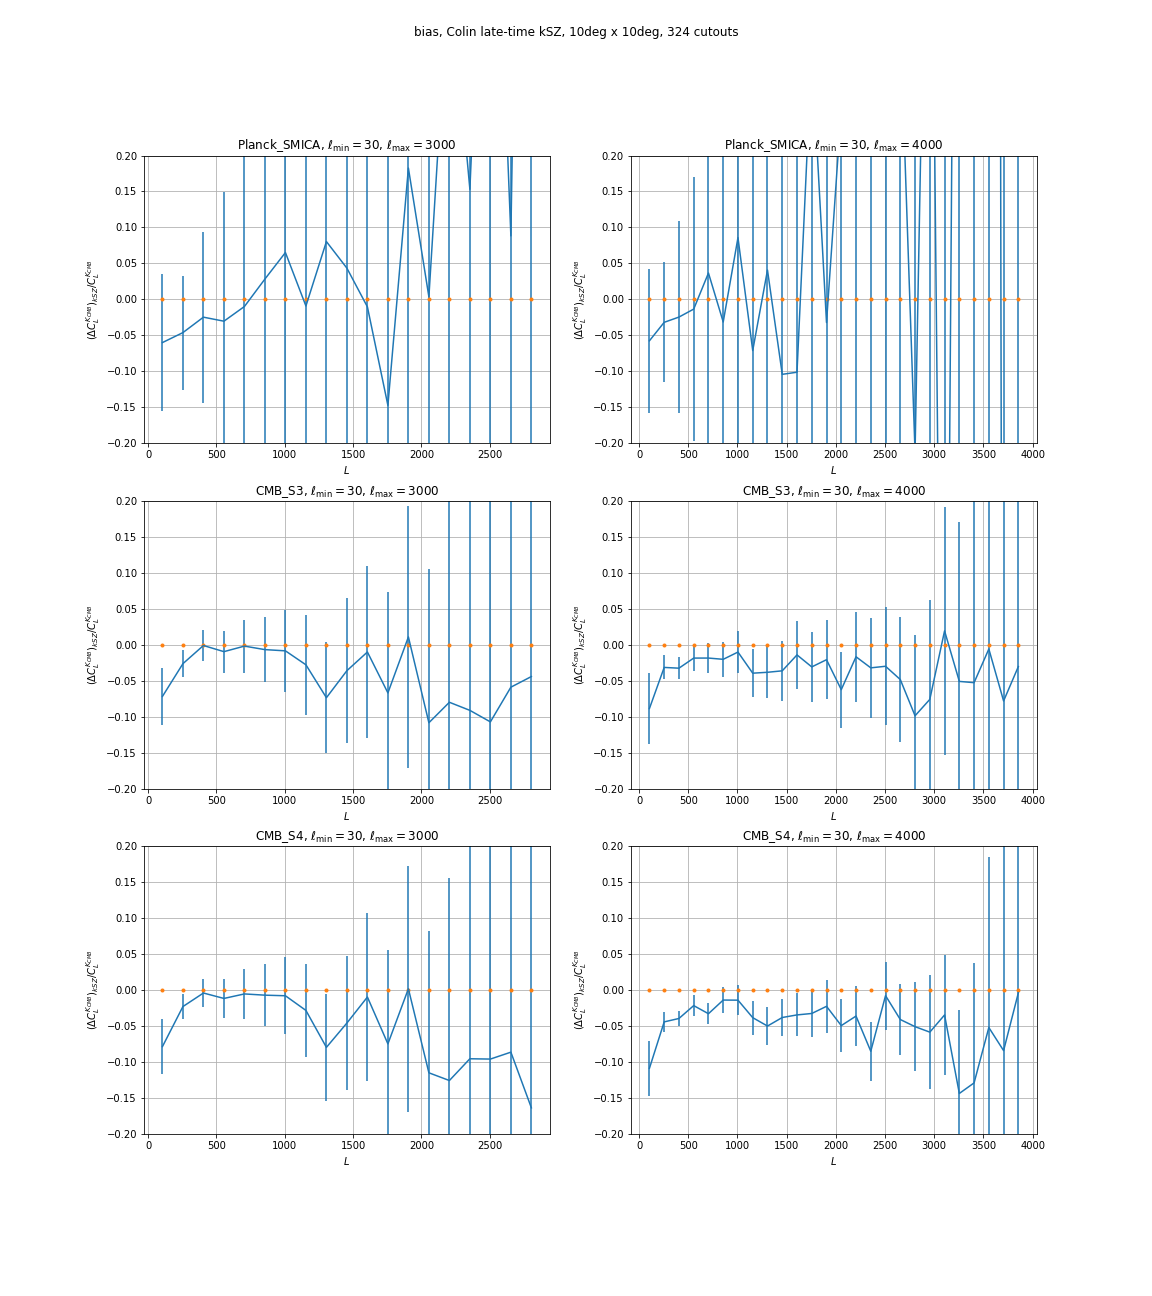 bias, Colin late-time kSZ, 10deg x 10deg, 324 cutouts
Planck_SMICA, ℓmin = 30, ℓmax = 3000
0.20
0.15
0.10
0.05
0.00
−0.05
−0.10
−0.15
−0.20
(ΔC_L^{κCMB})_{kSZ}/C_L^{κCMB}
0 500 1000 1500 2000 2500
L
Planck_SMICA, ℓmin = 30, ℓmax = 4000
0.20
0.15
0.10
0.05
0.00
−0.05
−0.10
−0.15
−0.20
(ΔC_L^{κCMB})_{kSZ}/C_L^{κCMB}
0 500 1000 1500 2000 2500 3000 3500 4000
L
CMB_S3, ℓmin = 30, ℓmax = 3000
0.20
0.15
0.10
0.05
0.00
−0.05
−0.10
−0.15
−0.20
(ΔC_L^{κCMB})_{kSZ}/C_L^{κCMB}
0 500 1000 1500 2000 2500
L
CMB_S3, ℓmin = 30, ℓmax = 4000
0.20
0.15
0.10
0.05
0.00
−0.05
−0.10
−0.15
−0.20
(ΔC_L^{κCMB})_{kSZ}/C_L^{κCMB}
0 500 1000 1500 2000 2500 3000 3500 4000
L
CMB_S4, ℓmin = 30, ℓmax = 3000
0.20
0.15
0.10
0.05
0.00
−0.05
−0.10
−0.15
−0.20
(ΔC_L^{κCMB})_{kSZ}/C_L^{κCMB}
0 500 1000 1500 2000 2500
L
CMB_S4, ℓmin = 30, ℓmax = 4000
0.20
0.15
0.10
0.05
0.00
−0.05
−0.10
−0.15
−0.20
(ΔC_L^{κCMB})_{kSZ}/C_L^{κCMB}
0 500 1000 1500 2000 2500 3000 3500 4000
L